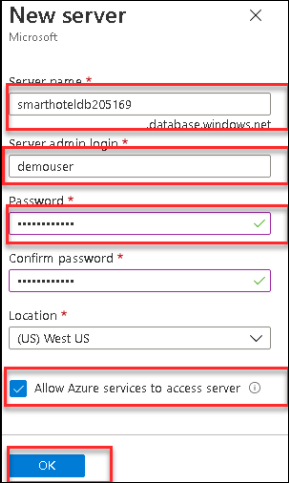 New server
Microsoft
Server name *
smarthoteldb205169
.database.windows.net
Server admin login *
demouser
Password *
••••••••••••
Confirm password *
••••••••••••
Location *
(US) West US
Allow Azure services to access server
OK